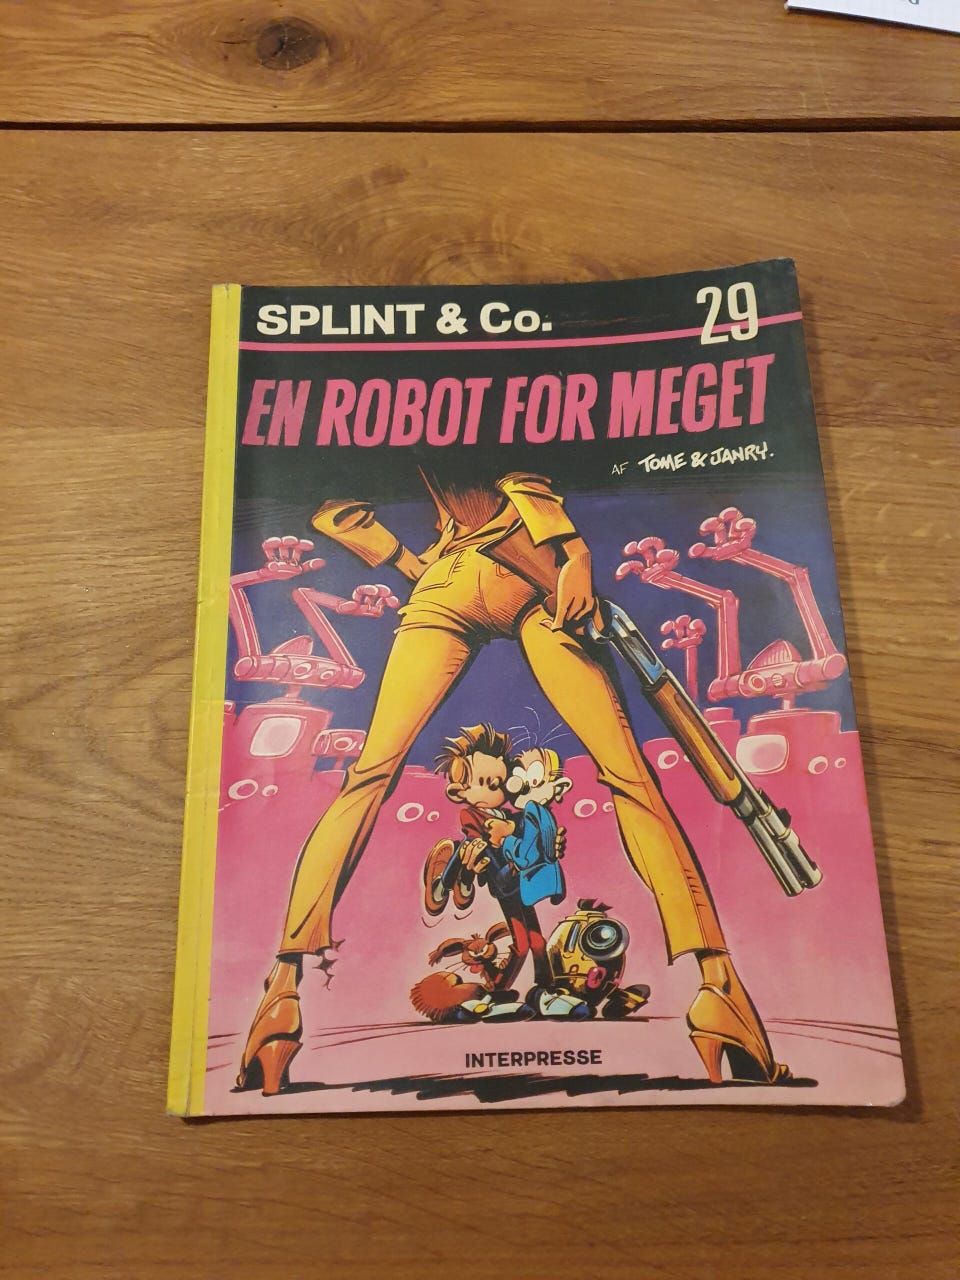 SPLINT & Co.
29
EN ROBOT FOR MEGET
AF TOME & JANRY.
INTERPRESSE